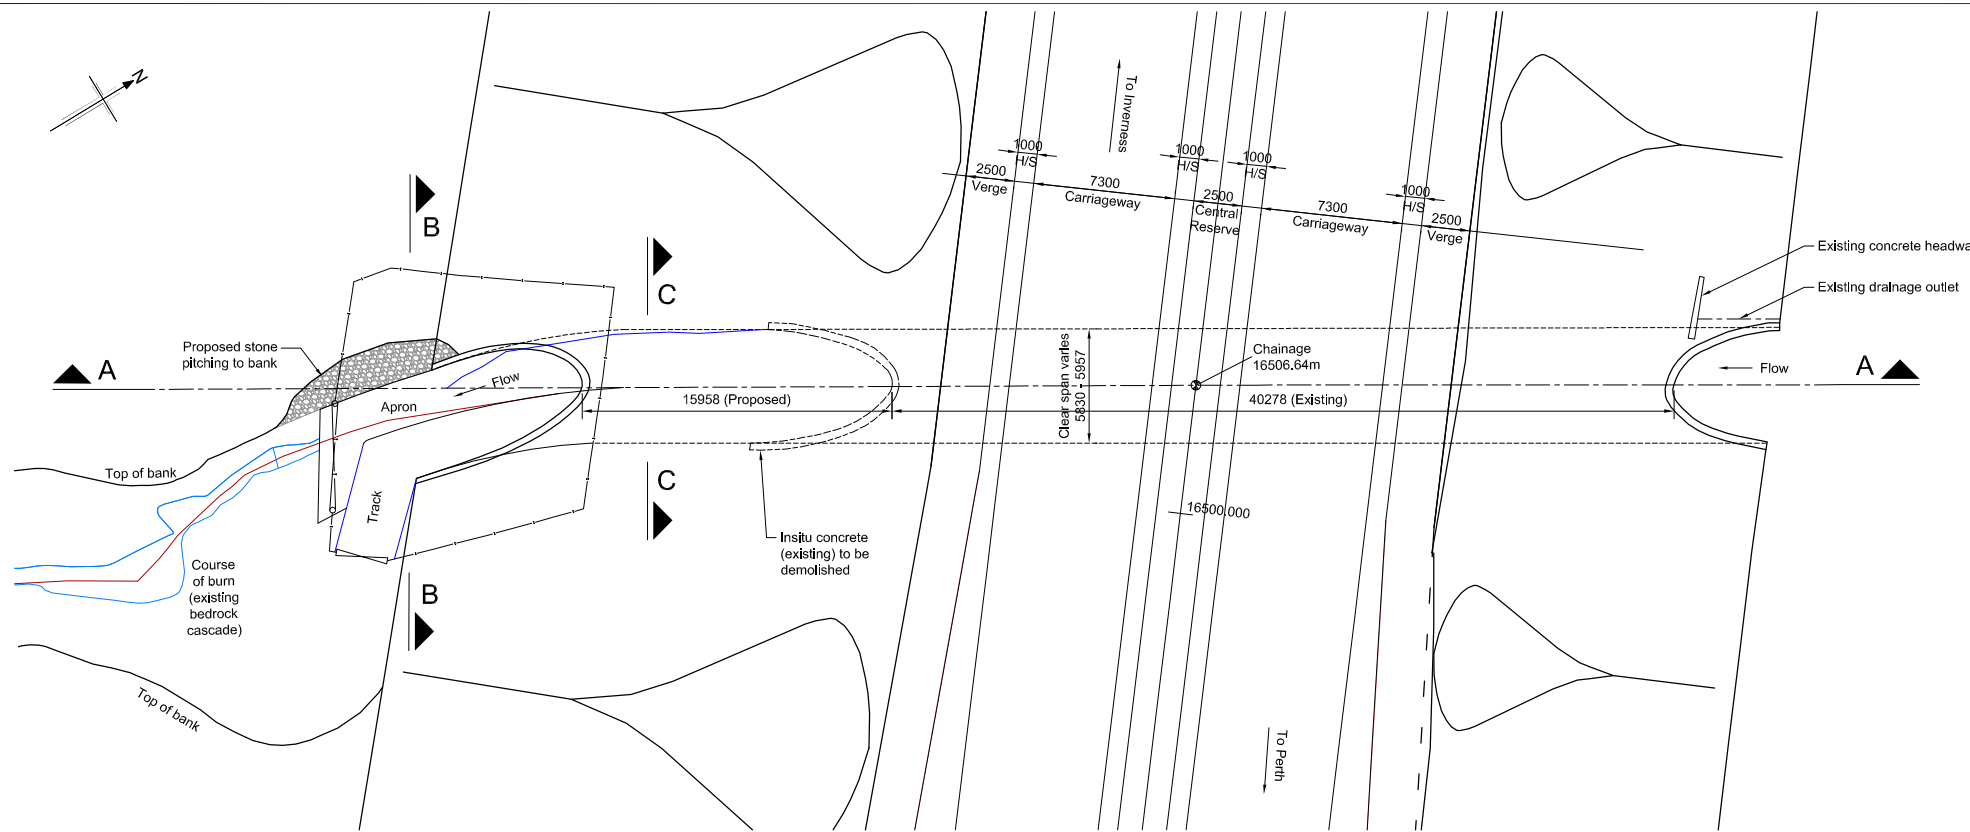 N
To Inverness
1000
H/S
1000
H/S
1000
H/S
1000
H/S
2500
Verge
7300
Carriageway
2500
Central
Reserve
7300
Carriageway
2500
Verge
B
C
Existing concrete headwa
Existing drainage outlet
Proposed stone
pitching to bank
A
Flow
Apron
15958 (Proposed)
Clear span varies
5830 - 5957
Chainage
16506.64m
40278 (Existing)
Flow
A
Top of bank
Track
C
16500.000
Insitu concrete
(existing) to be
demolished
Course
of burn
(existing
bedrock
cascade)
B
Top of bank
To Perth